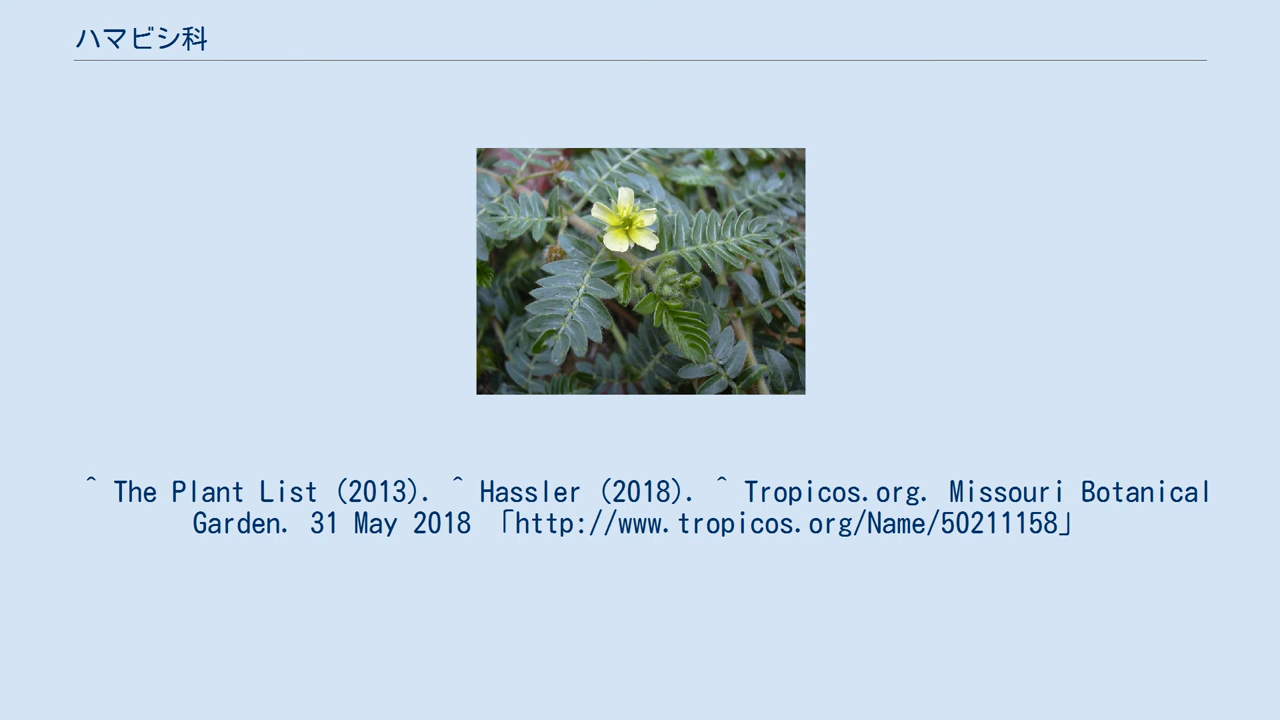 ハマビシ科
^ The Plant List (2013). ^ Hassler (2018). ^ Tropicos.org. Missouri Botanical
Garden. 31 May 2018 「http://www.tropicos.org/Name/50211158」